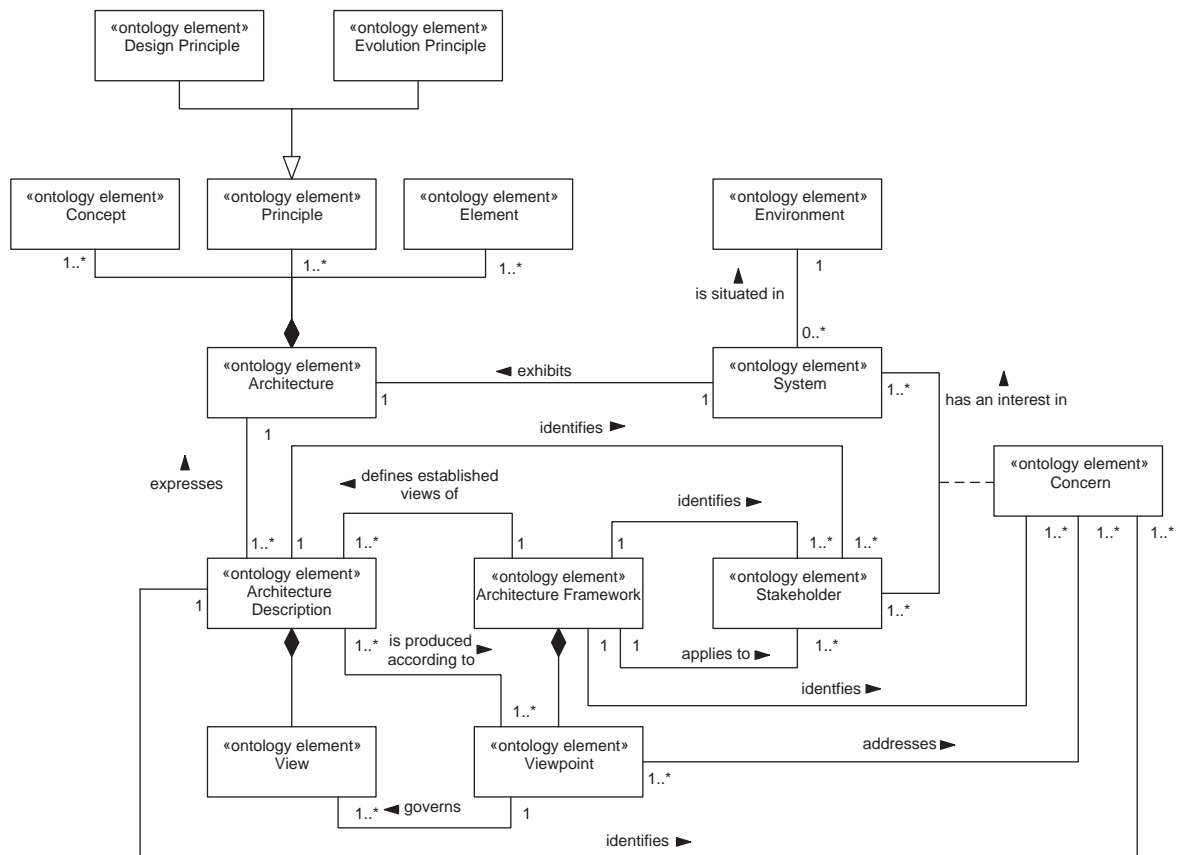 «ontology element»
Design Principle
«ontology element»
Evolution Principle
«ontology element»
Concept
«ontology element»
Principle
«ontology element»
Element
«ontology element»
Environment
1..*
1..*
1..*
1
is situated in
0..*
«ontology element»
Architecture
exhibits
«ontology element»
System
1
1
1..*
has an interest in
1
identifies
expresses
defines established
views of
identifies
«ontology element»
Concern
1..*
1
1..*
1
1
1..*
1..*
1..*
1..*
1..*
«ontology element»
Architecture
Description
«ontology element»
Architecture Framework
«ontology element»
Stakeholder
1
1..*
1..*
is produced
according to
1
1
applies to
1..*
identfies
1..*
«ontology element»
View
«ontology element»
Viewpoint
addresses
1..*
1..*
governs
1
identifies